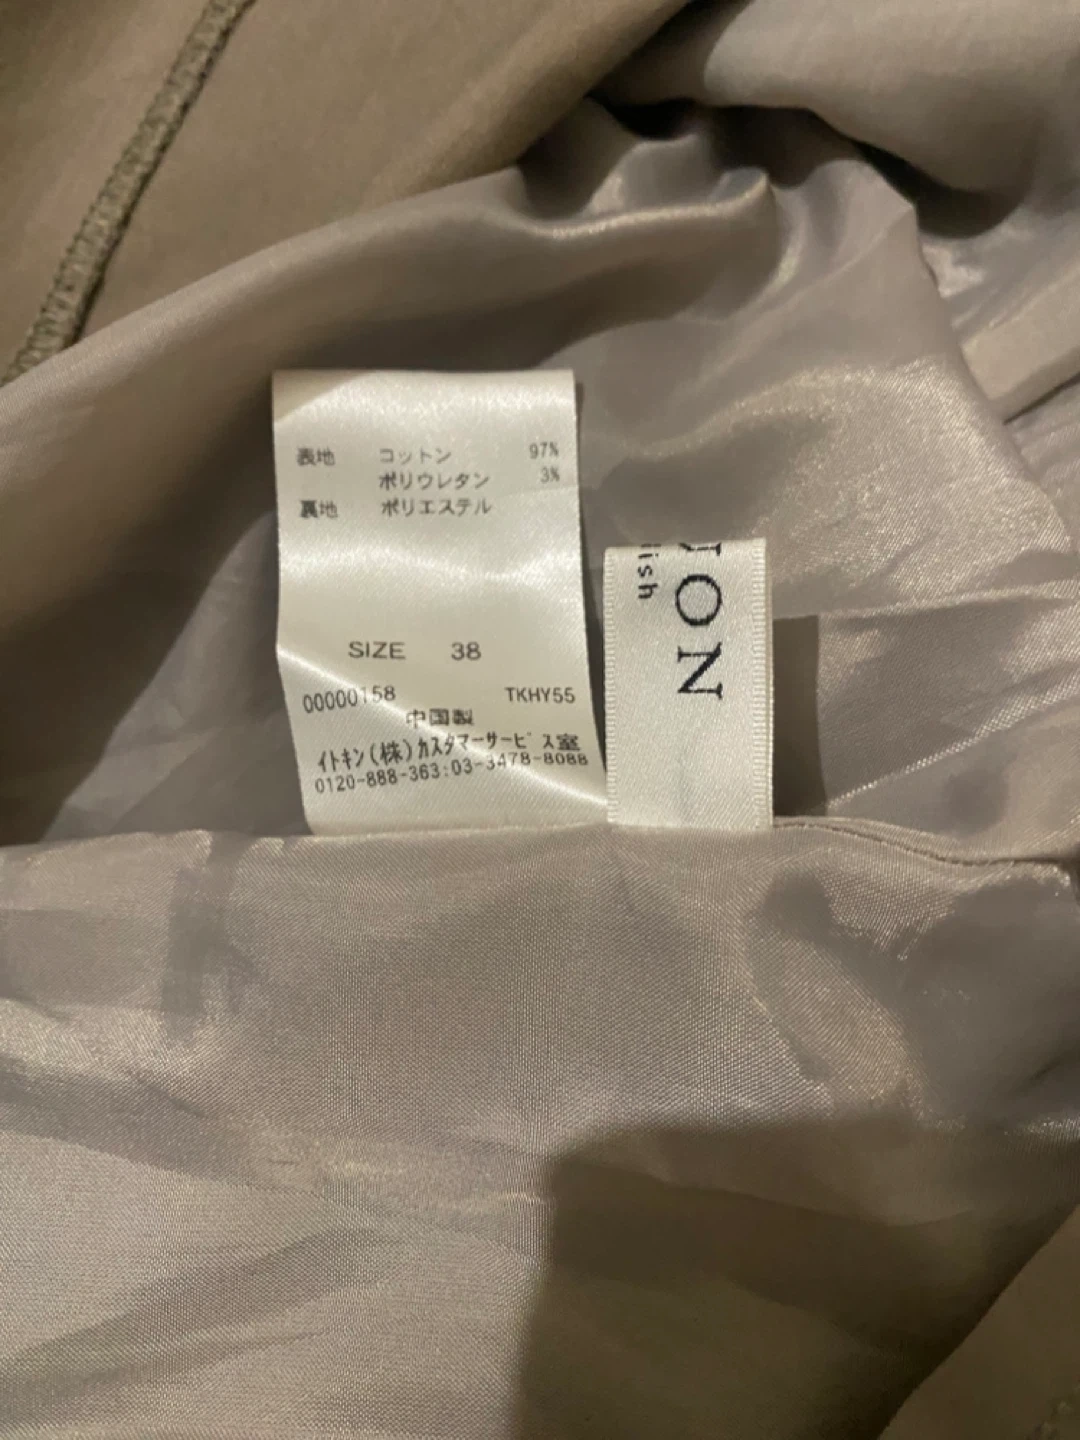 表地 コットン 97%
ポリウレタン 3%
裏地 ポリエステル
SIZE 38
00000158 TKHY55
中国製
イトキン(株)カスタマーサービス室
0120-888-363:03-3478-8088
ON
lish